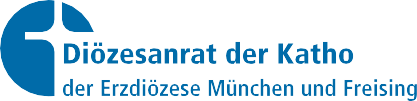 Diözesanrat der Katho
der Erzdiözese München und Freising